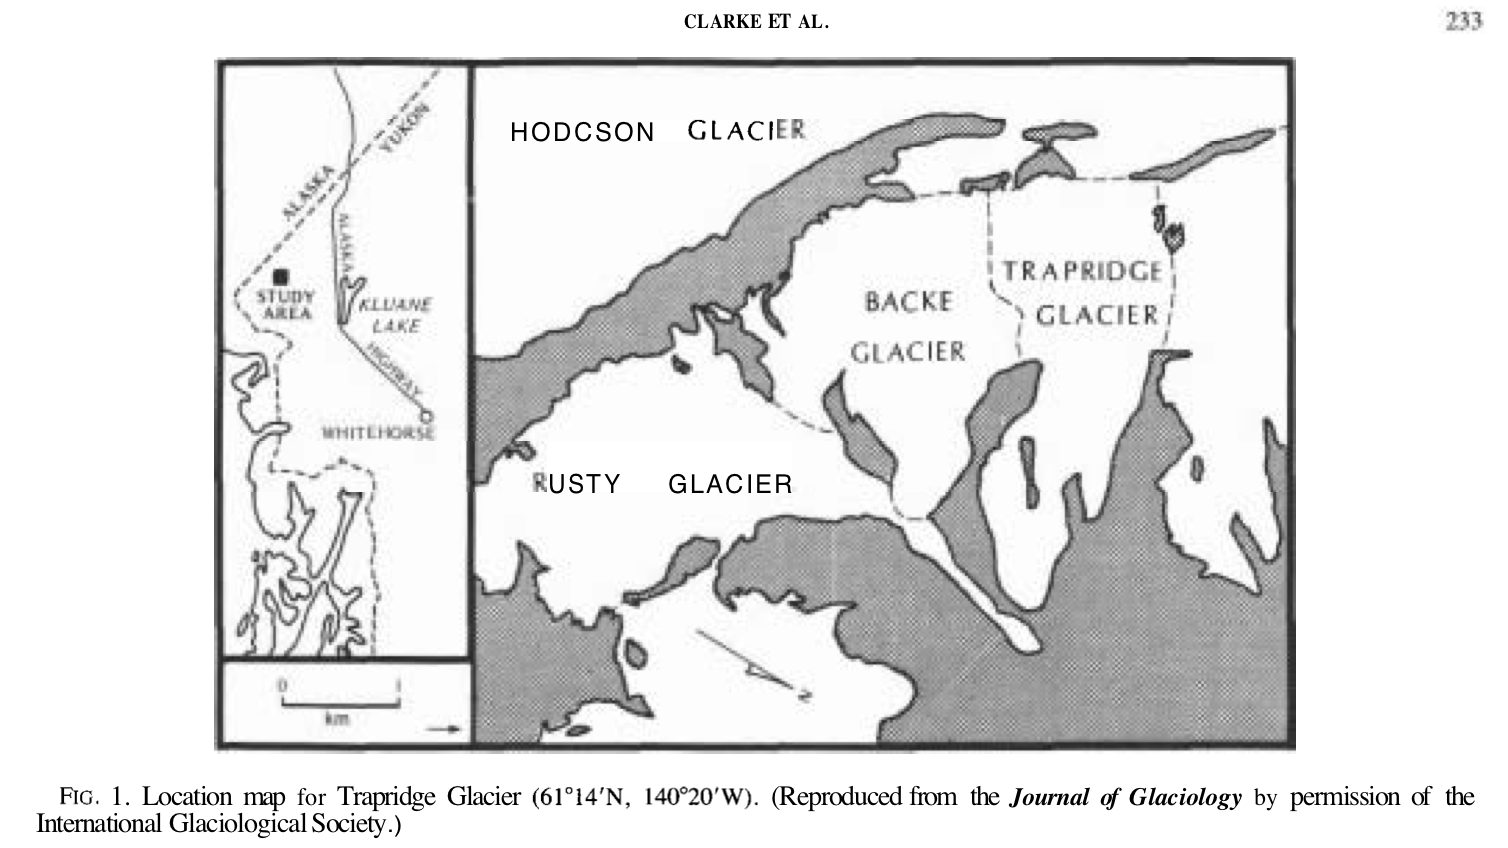 CLARKE ET AL.
233
HODCSON GLACIER
YUKON
ALASKA
ALASKA
STUDY
AREA
KLUANE
LAKE
HIGHWAY
WHITEHORSE
TRAPRIDGE
GLACIER
BACKE
GLACIER
RUSTY GLACIER
0 1
km
N
FIG. 1. Location map for Trapridge Glacier (61°14′N, 140°20′W). (Reproduced from the Journal of Glaciology by permission of the
International Glaciological Society.)